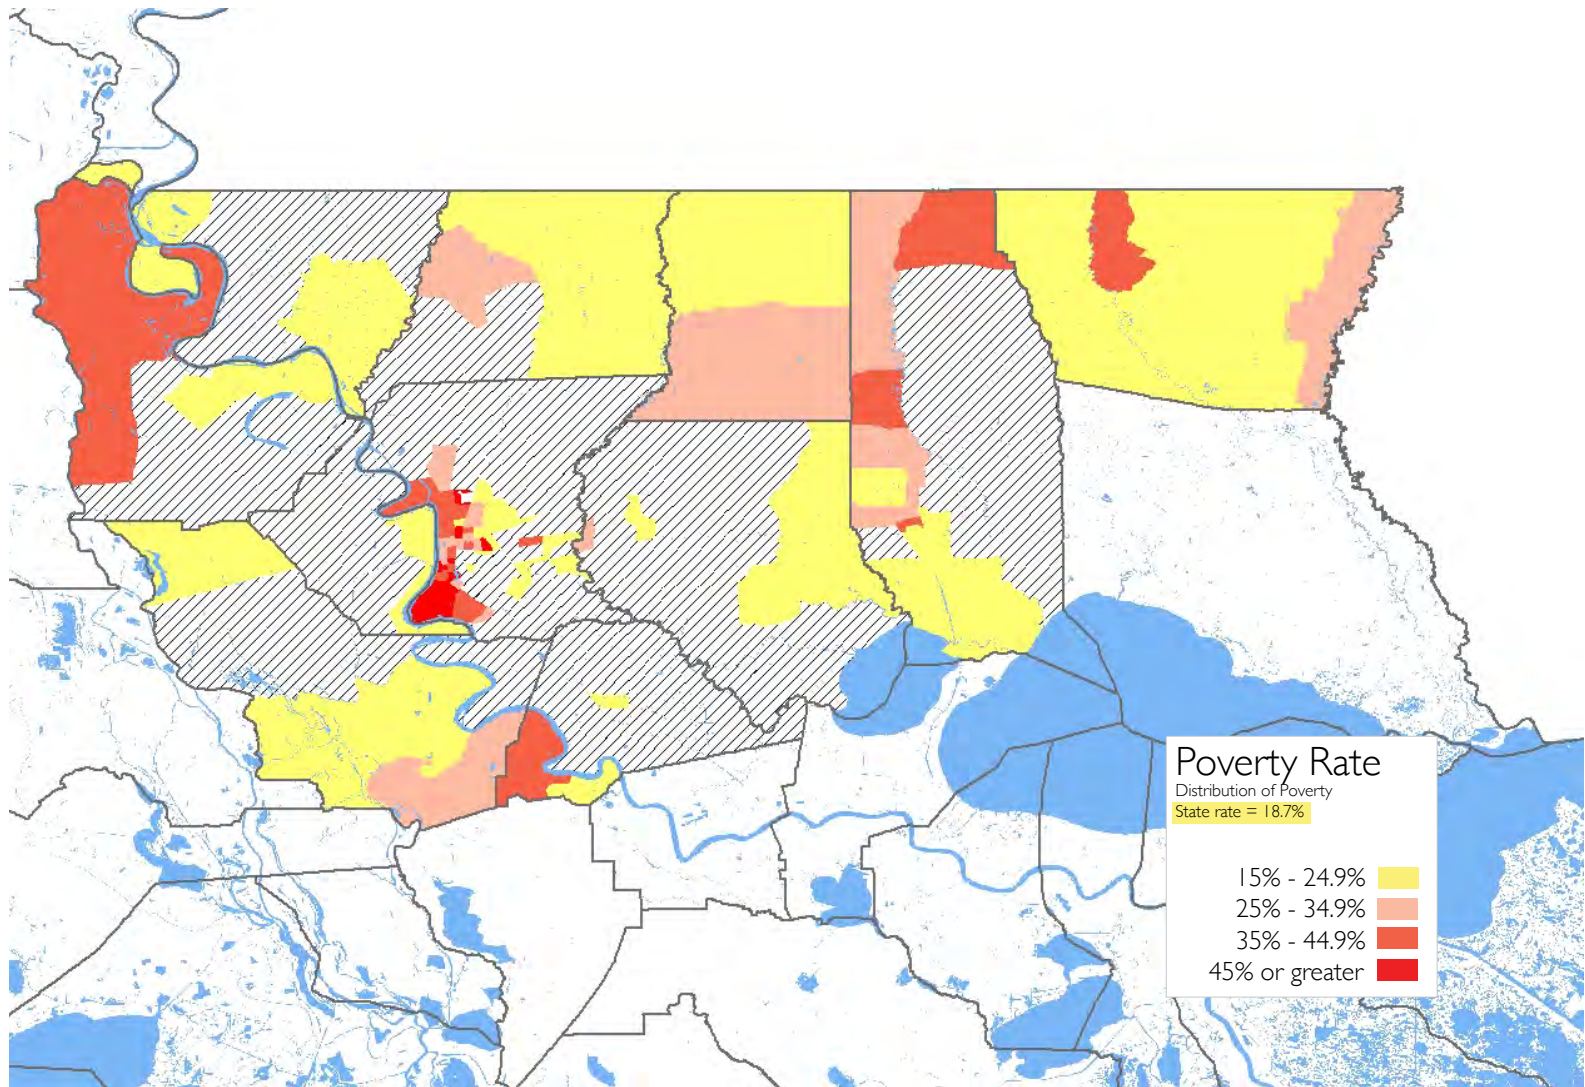 Poverty Rate
Distribution of Poverty
State rate = 18.7%
15% - 24.9%
25% - 34.9%
35% - 44.9%
45% or greater